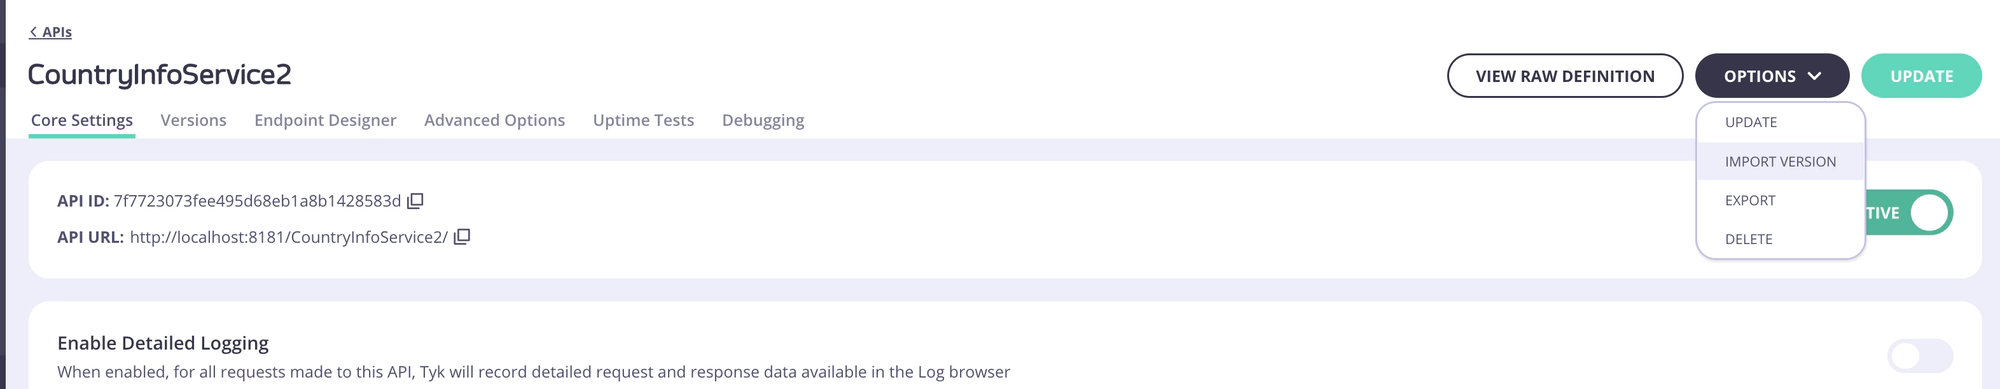 APIs
CountryInfoService2
VIEW RAW DEFINITION
OPTIONS
UPDATE
Core Settings Versions Endpoint Designer Advanced Options Uptime Tests Debugging
UPDATE
IMPORT VERSION
EXPORT
DELETE
API ID: 7f7723073fee495d68eb1a8b1428583d
API URL: http://localhost:8181/CountryInfoService2/
TIVE
Enable Detailed Logging
When enabled, for all requests made to this API, Tyk will record detailed request and response data available in the Log browser